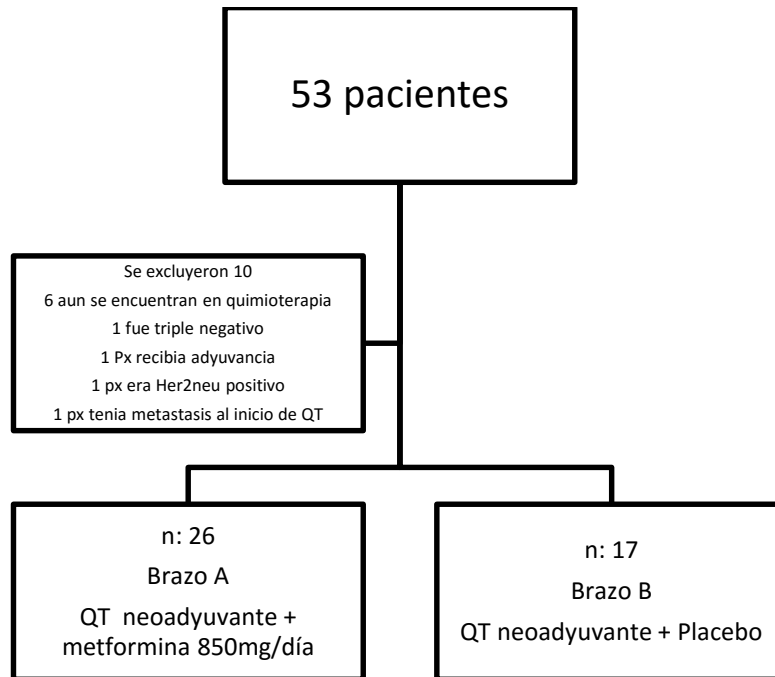 53 pacientes
Se excluyeron 10
6 aun se encuentran en quimioterapia
1 fue triple negativo
1 Px recibia adyuvancia
1 px era Her2neu positivo
1 px tenia metastasis al inicio de QT
n: 26
Brazo A
QT neoadyuvante +
metformina 850mg/día
n: 17
Brazo B
QT neoadyuvante + Placebo